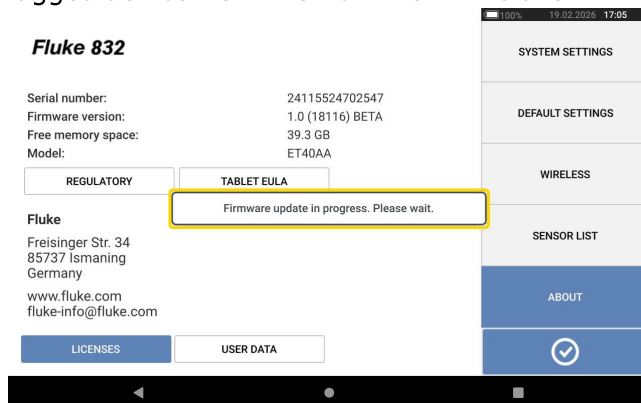 100% 19.02.2026 17:05
Fluke 832
SYSTEM SETTINGS
Serial number: 24115524702547
Firmware version: 1.0 (18116) BETA
Free memory space: 39.3 GB
Model: ET40AA
DEFAULT SETTINGS
REGULATORY TABLET EULA
WIRELESS
Firmware update in progress. Please wait.
Fluke
Freisinger Str. 34
85737 Ismaning
Germany
SENSOR LIST
www.fluke.com
fluke-info@fluke.com
ABOUT
LICENSES USER DATA